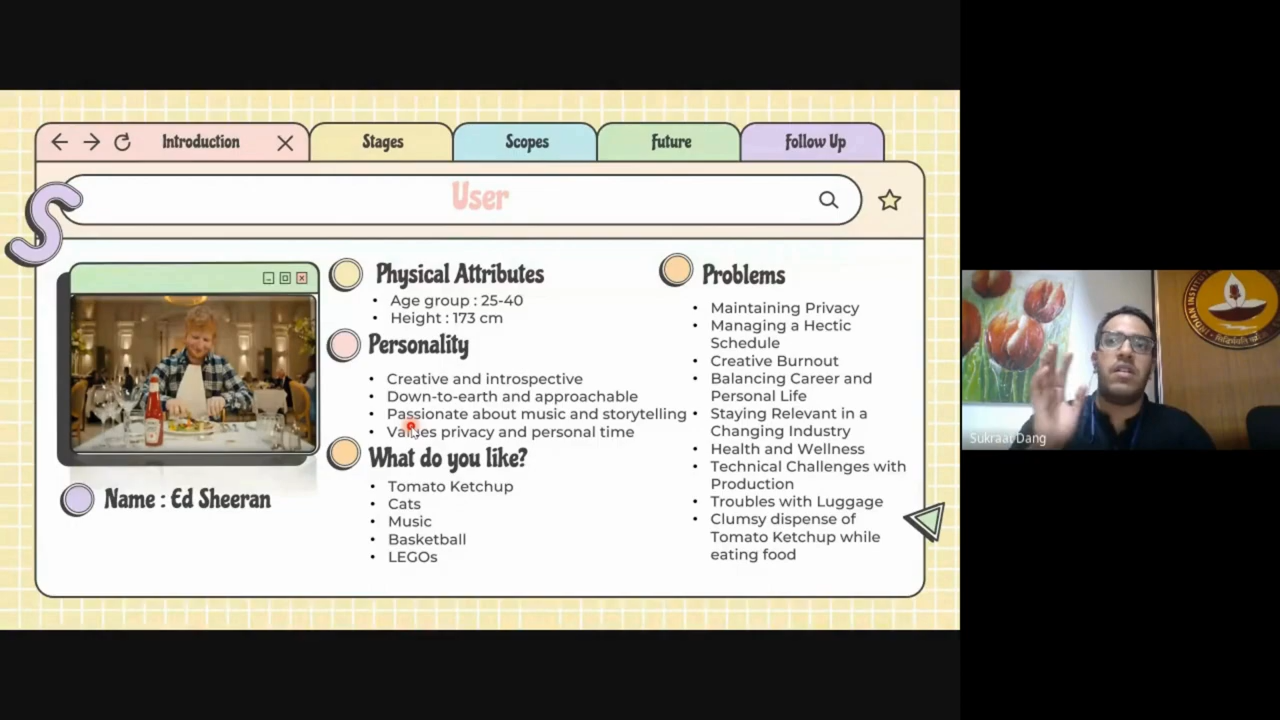 Introduction
Stages
Scopes
Future
Follow Up
User
S
Physical Attributes
• Age group : 25-40
• Height : 173 cm
Personality
• Creative and introspective
• Down-to-earth and approachable
• Passionate about music and storytelling
• Values privacy and personal time
What do you like?
• Tomato Ketchup
• Cats
• Music
• Basketball
• LEGOs
Name : Ed Sheeran
Problems
• Maintaining Privacy
• Managing a Hectic
Schedule
• Creative Burnout
• Balancing Career and
Personal Life
• Staying Relevant in a
Changing Industry
• Health and Wellness
• Technical Challenges with
Production
• Troubles with Luggage
• Clumsy dispense of
Tomato Ketchup while
eating food
Sukraat Dang
INDIAN